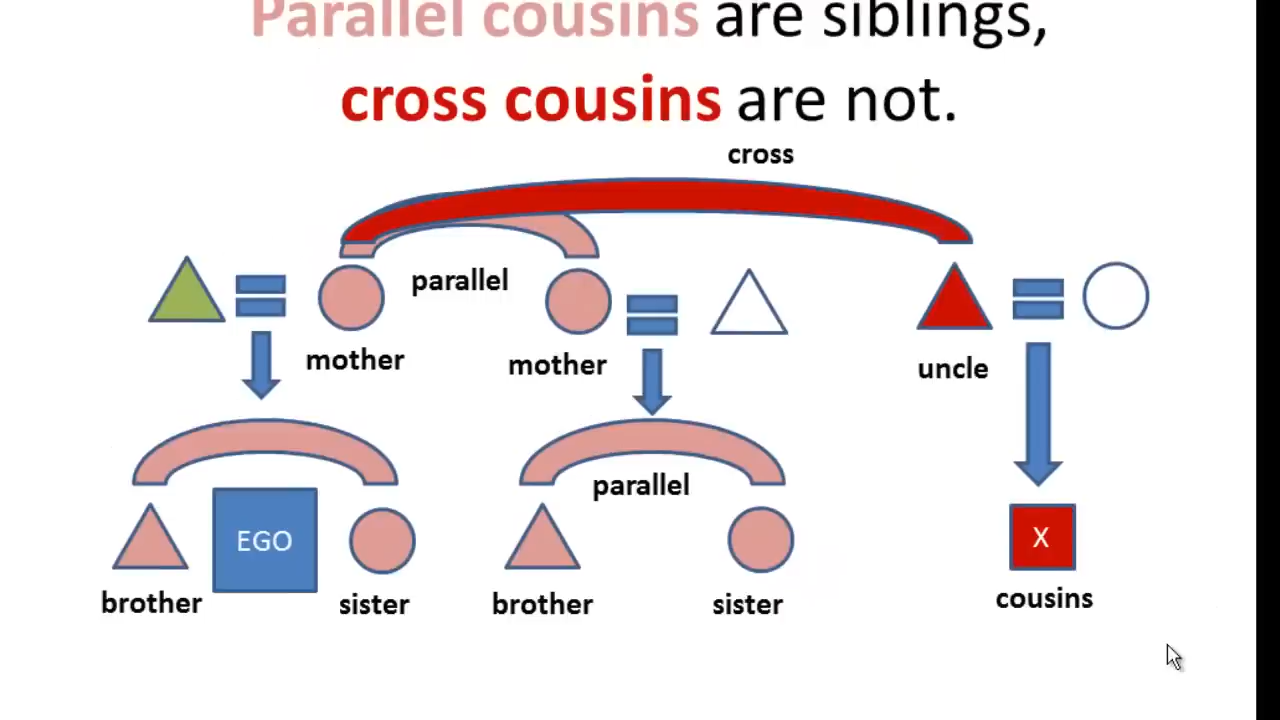 Parallel cousins are siblings,
cross cousins are not.
cross
parallel
mother
mother
uncle
parallel
EGO
X
brother
sister
brother
sister
cousins